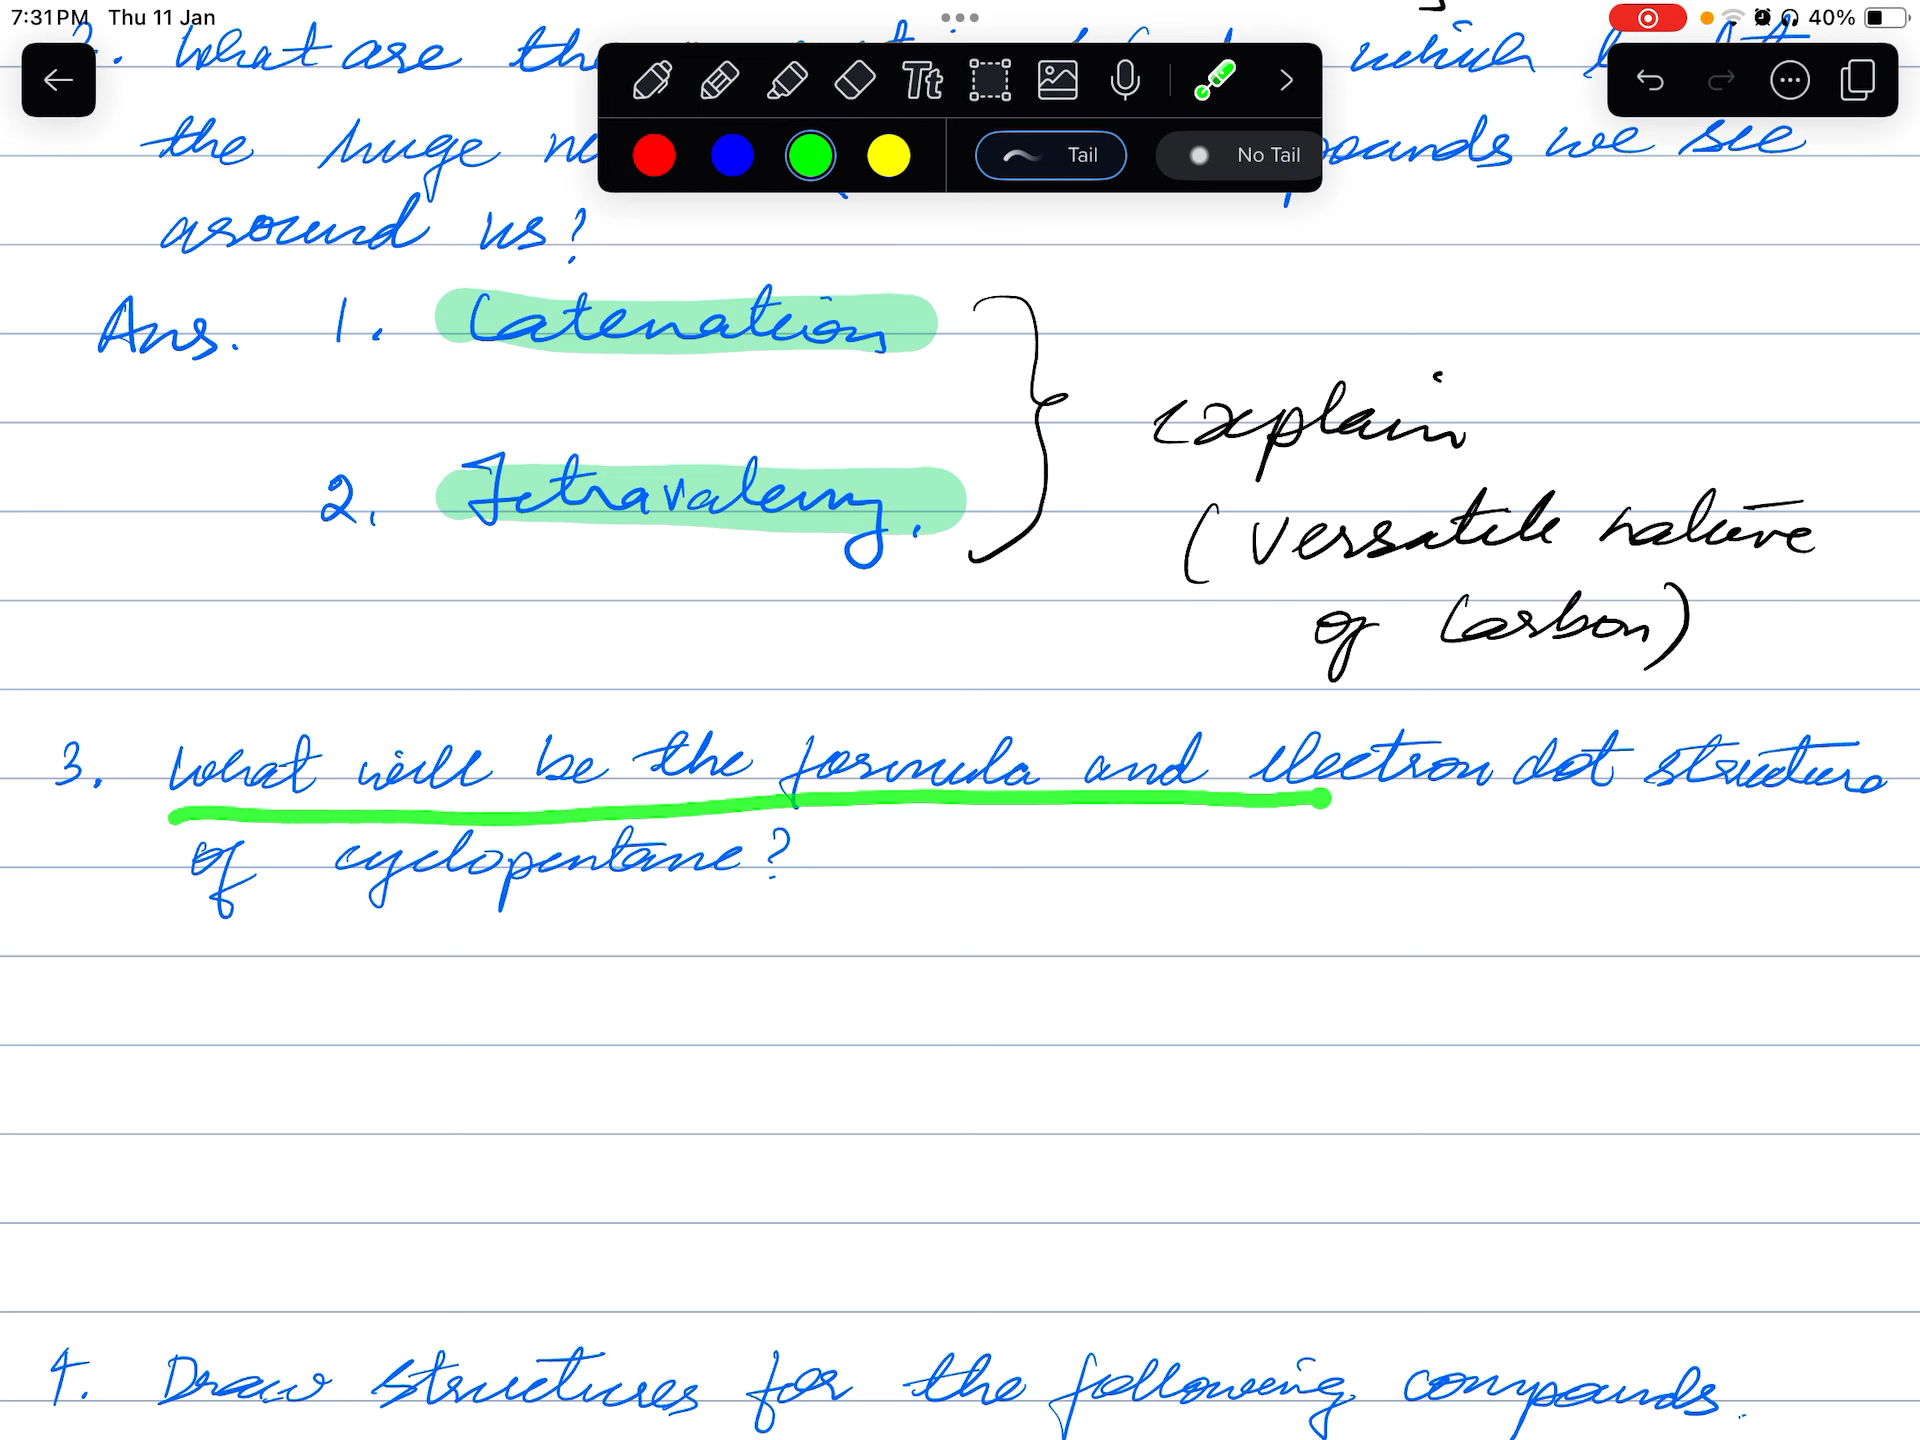 7:31 PM Thu 11 Jan
40%
2. What are the which
Tt
Tail No Tail
the huge we see
around us?
Ans. 1. Catenation
explain
2. Tetravalency.
(versatile nature
of Carbon)
3. What will be the formula and electron dot structure
of cyclopentane?
4. Draw structures for the following compounds.